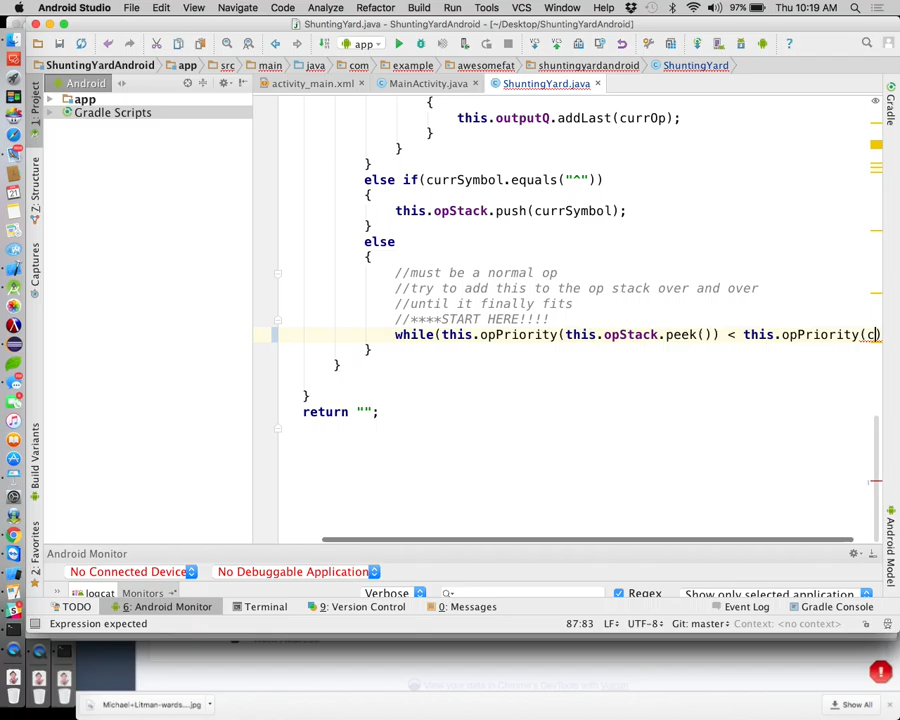 Android Studio File Edit View Navigate Code Analyze Refactor Build Run Tools VCS Window Help 97% Thu 10:19 AM
ShuntingYard.java - ShuntingYardAndroid - [~/Desktop/ShuntingYardAndroid]
app
ShuntingYardAndroid app src main java com example awesomefat shuntingyardandroid ShuntingYard
Android activity_main.xml MainActivity.java ShuntingYard.java
app
Gradle Scripts
1: Project
Z: Structure
Captures
Build Variants
2: Favorites
Gradle
Android Model
{
this.outputQ.addLast(currOp);
}
}
}
else if(currSymbol.equals("^"))
{
this.opStack.push(currSymbol);
}
else
{
//must be a normal op
//try to add this to the op stack over and over
//until it finally fits
//****START HERE!!!!
while(this.opPriority(this.opStack.peek()) < this.opPriority(c)
}
}
}
return "";
Android Monitor
No Connected Devices No Debuggable Applications
logcat Monitors Verbose Regex Show only selected application
TODO 6: Android Monitor Terminal 9: Version Control 0: Messages Event Log Gradle Console
Expression expected 87:83 LF UTF-8 Git: master Context: <no context>
Michael+Litman-wards....jpg Show All